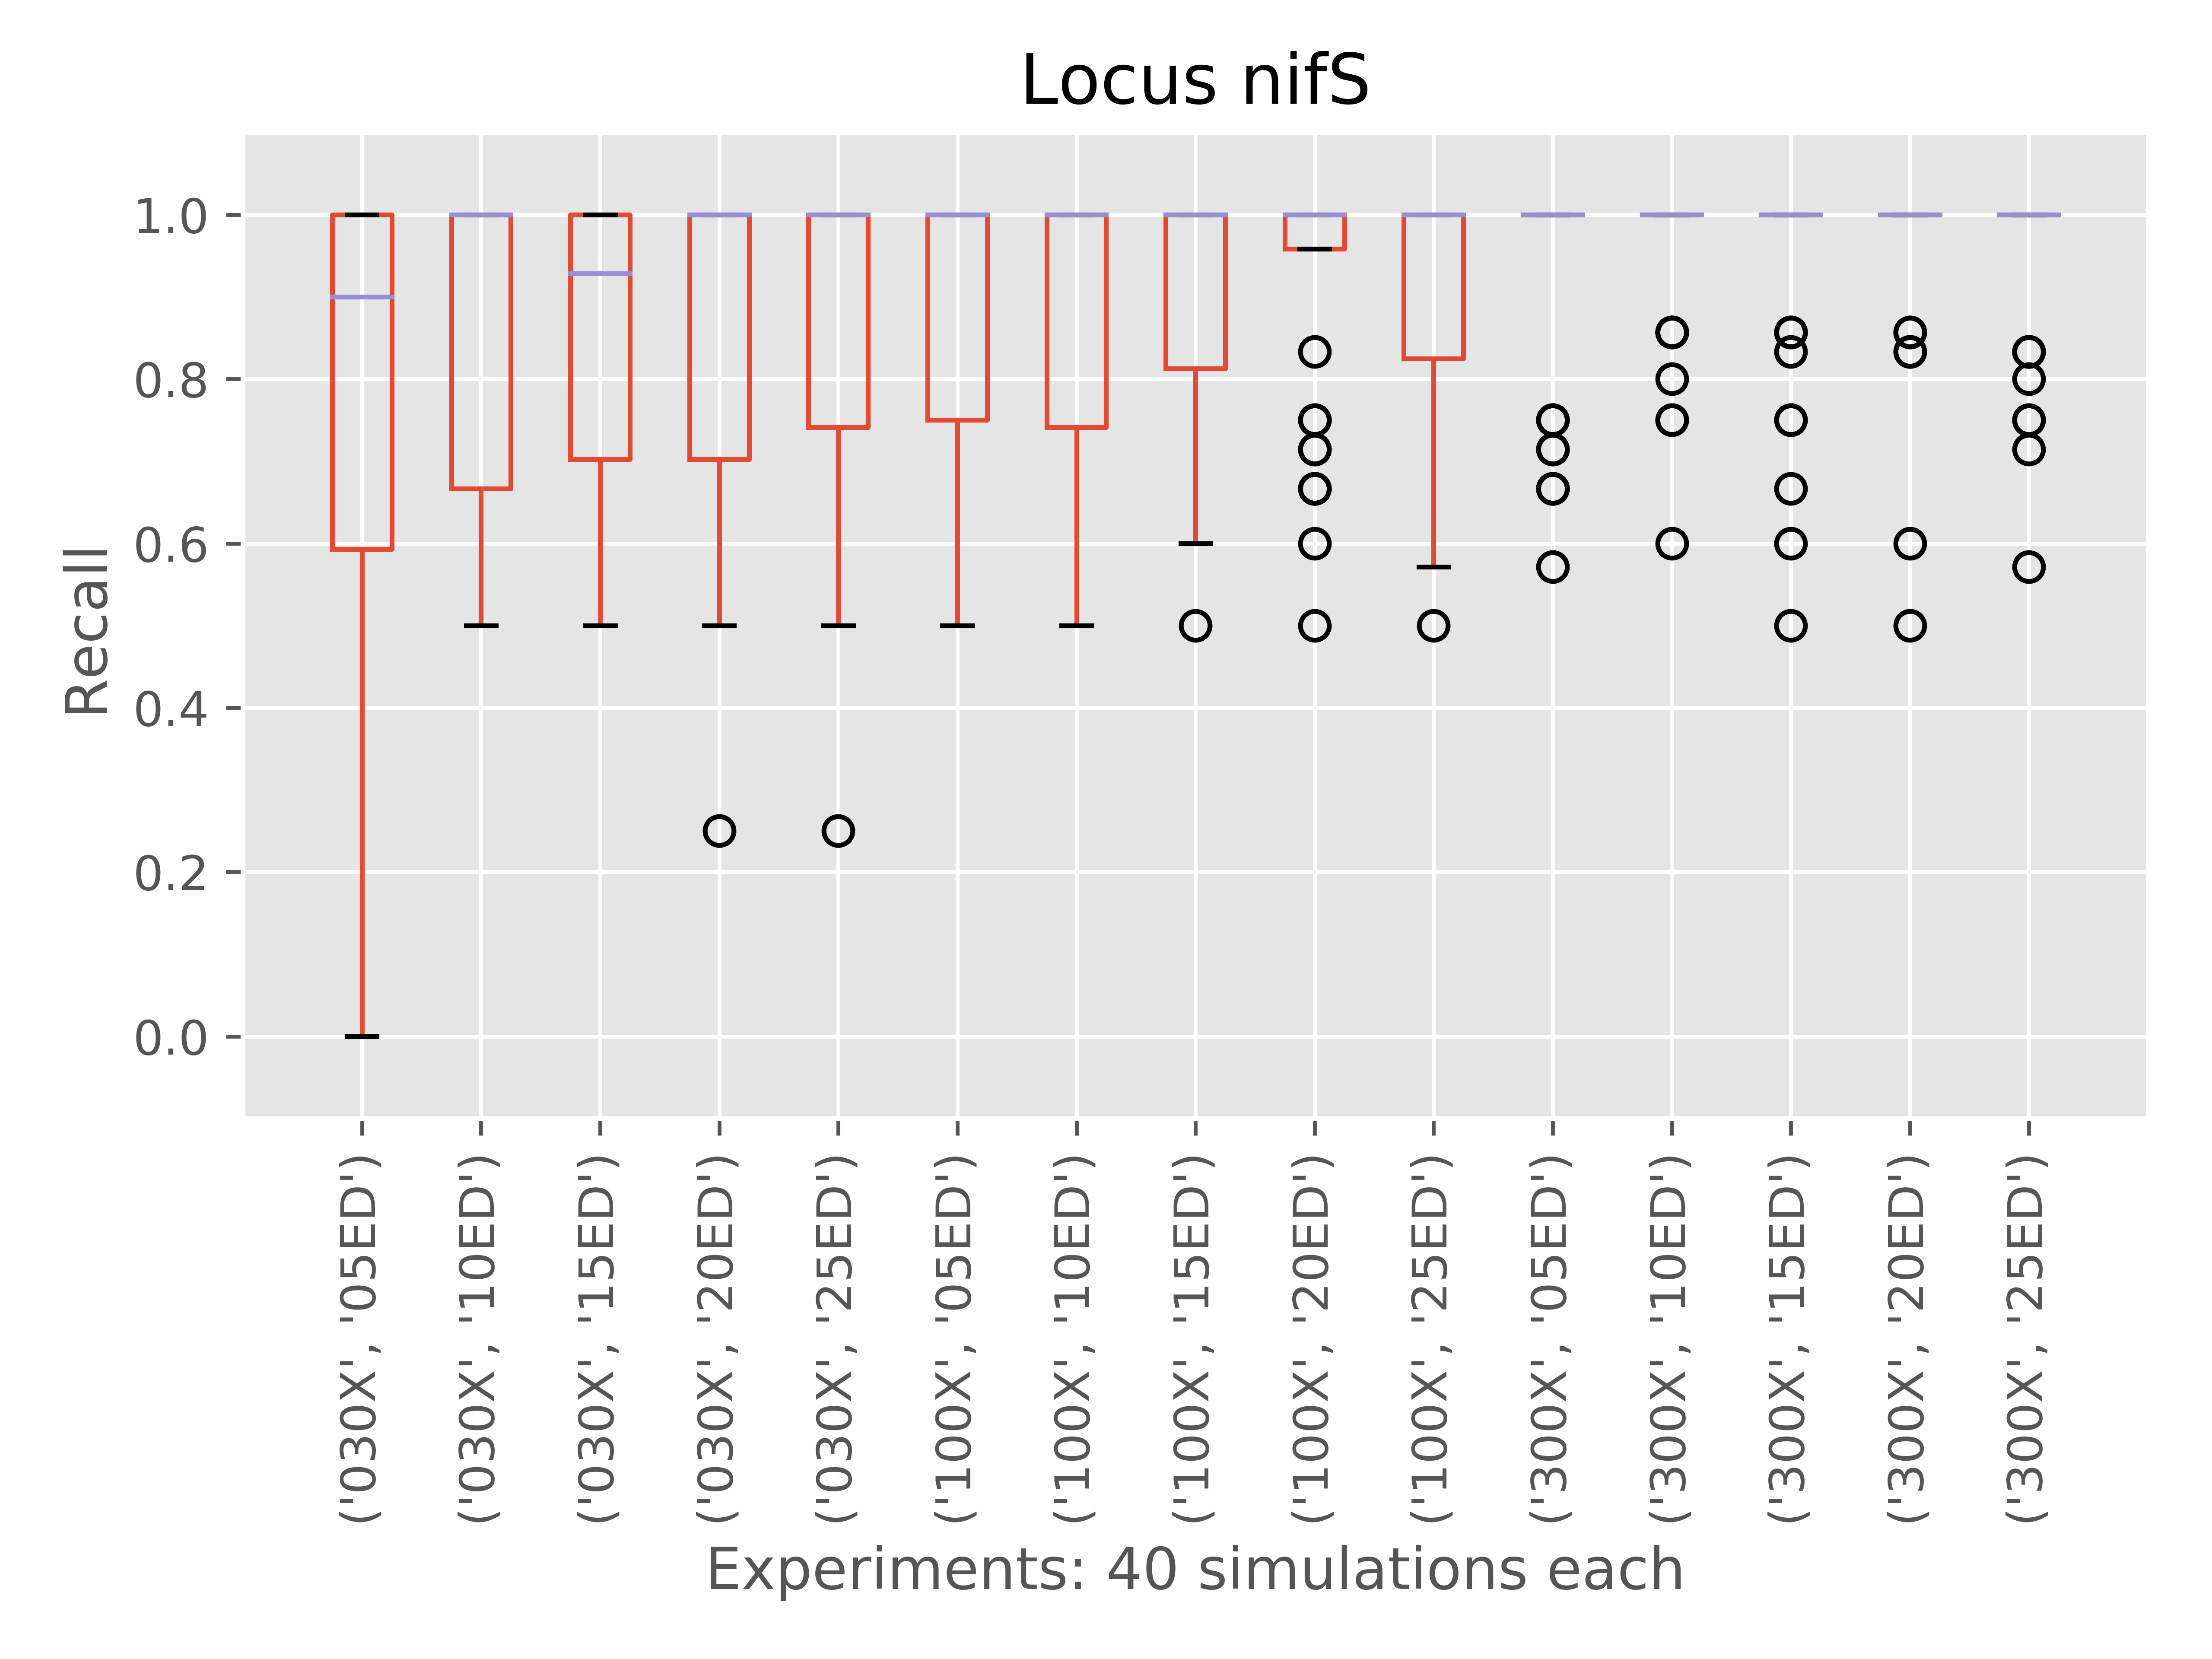 Locus nifS
Recall
1.0
0.8
0.6
0.4
0.2
0.0
('030X', '05ED')
('030X', '10ED')
('030X', '15ED')
('030X', '20ED')
('030X', '25ED')
('100X', '05ED')
('100X', '10ED')
('100X', '15ED')
('100X', '20ED')
('100X', '25ED')
('300X', '05ED')
('300X', '10ED')
('300X', '15ED')
('300X', '20ED')
('300X', '25ED')
Experiments: 40 simulations each